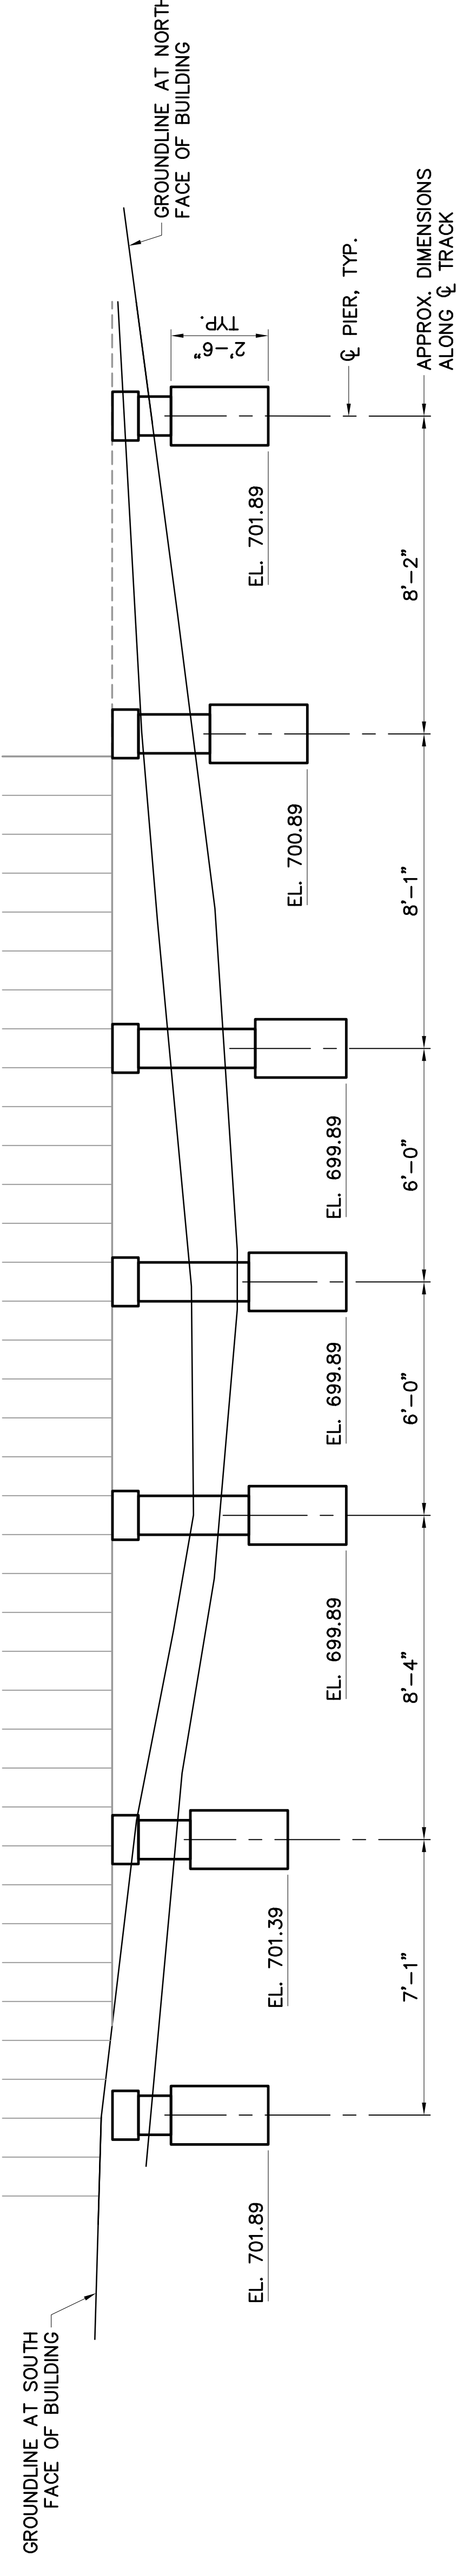 GROUNDLINE AT SOUTH
FACE OF BUILDING
GROUNDLINE AT NORTH
FACE OF BUILDING
2'-6"
TYP.
EL. 701.89
EL. 701.39
EL. 699.89
EL. 699.89
EL. 699.89
EL. 700.89
EL. 701.89
℄ PIER, TYP.
7'-1"
8'-4"
6'-0"
6'-0"
8'-1"
8'-2"
APPROX. DIMENSIONS
ALONG ℄ TRACK